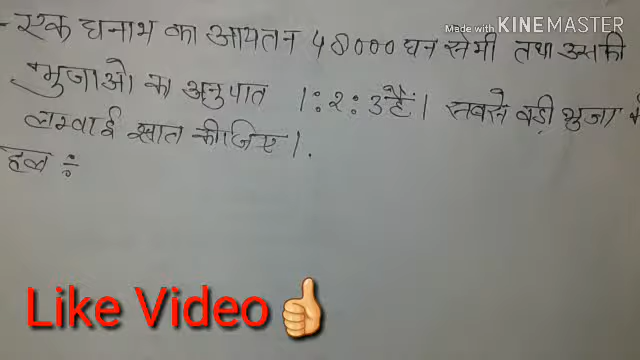 Made with KINEMASTER
एक घनाभ का आयतन 48000 घन सेमी तथा उसकी
भुजाओं का अनुपात 1:2:3 है। सबसे बड़ी भुजा की
लम्बाई ज्ञात कीजिए।
हल ÷
Like Video